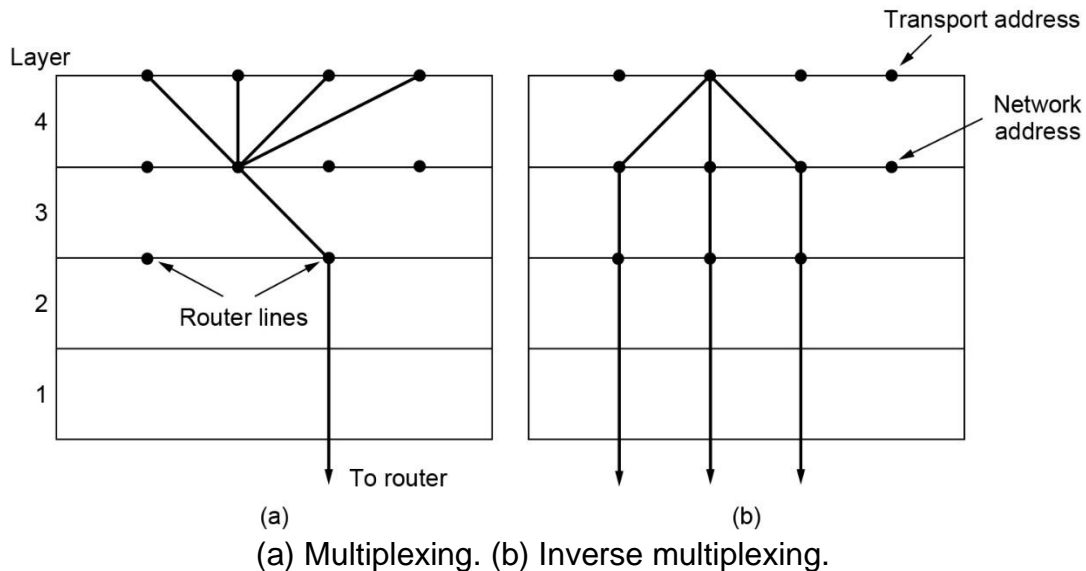 Transport address
Layer
4
Network
address
3
Router lines
2
1
To router
(a)
(b)
(a) Multiplexing. (b) Inverse multiplexing.